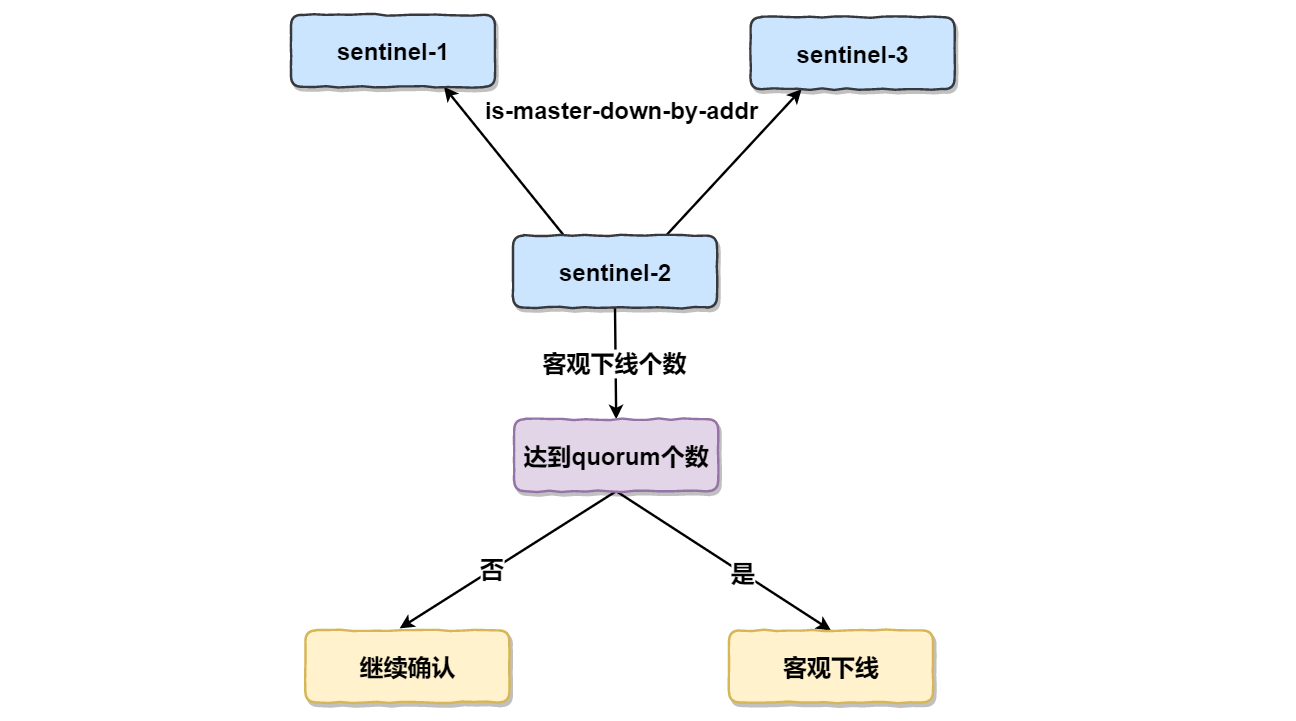 sentinel-1
sentinel-3
is-master-down-by-addr
sentinel-2
客观下线个数
达到quorum个数
否
是
继续确认
客观下线